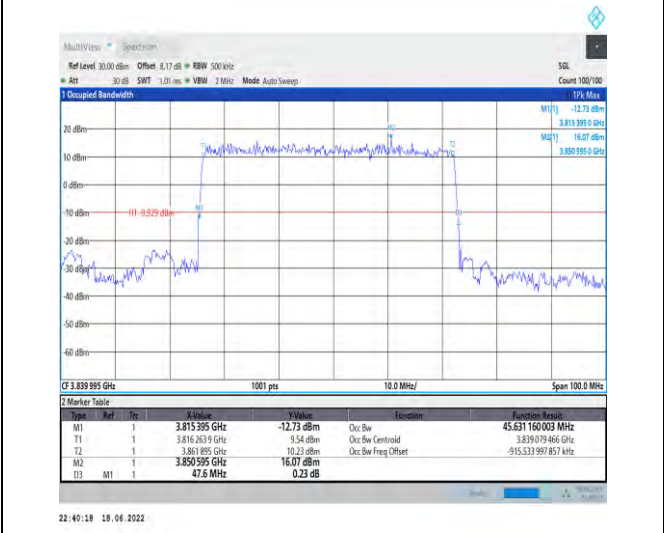 MultiView Spectrum
Ref Level 30.00 dBm Offset 8.17 dB RBW 500 kHz SGL
Att 30 dB SWT 1.01 ms VBW 2 MHz Mode Auto Sweep Count 100/100
1 Occupied Bandwidth 1Pk Max
M1[1] -12.73 dBm
3.815 395 0 GHz
20 dBm M2[1] 16.07 dBm
3.850 595 0 GHz
M2
T1 T2
10 dBm
0 dBm
M1
-10 dBm H1 -9.929 dBm D3
-20 dBm
-30 dBm
-40 dBm
-50 dBm
-60 dBm
CF 3.839 995 GHz 1001 pts 10.0 MHz/ Span 100.0 MHz
2 Marker Table
Type Ref Trc X-Value Y-Value Function Function Result
M1 1 3.815 395 GHz -12.73 dBm Occ Bw 45.631 160 003 MHz
T1 1 3.816 263 9 GHz 9.54 dBm Occ Bw Centroid 3.839 079 466 GHz
T2 1 3.861 895 GHz 10.23 dBm Occ Bw Freq Offset -915.533 997 857 kHz
M2 1 3.850 595 GHz 16.07 dBm
D3 M1 1 47.6 MHz 0.23 dB
22:40:18 18.06.2022